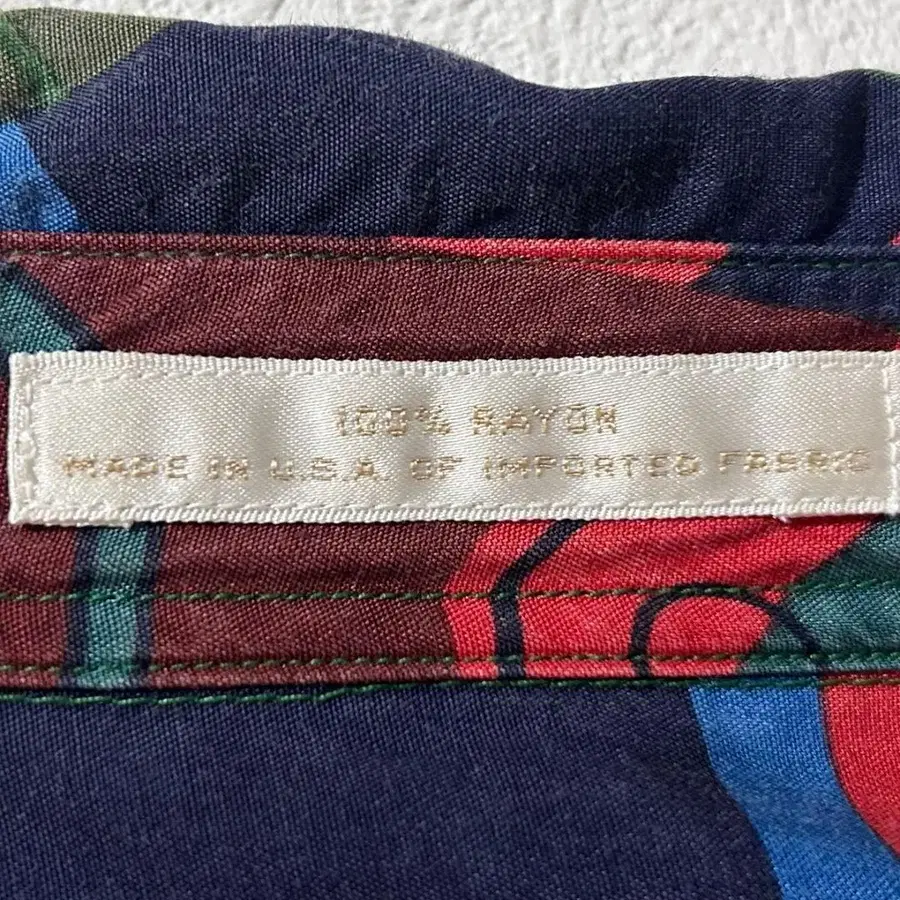 100% RAYON
MADE IN U.S.A. OF IMPORTED FABRIC